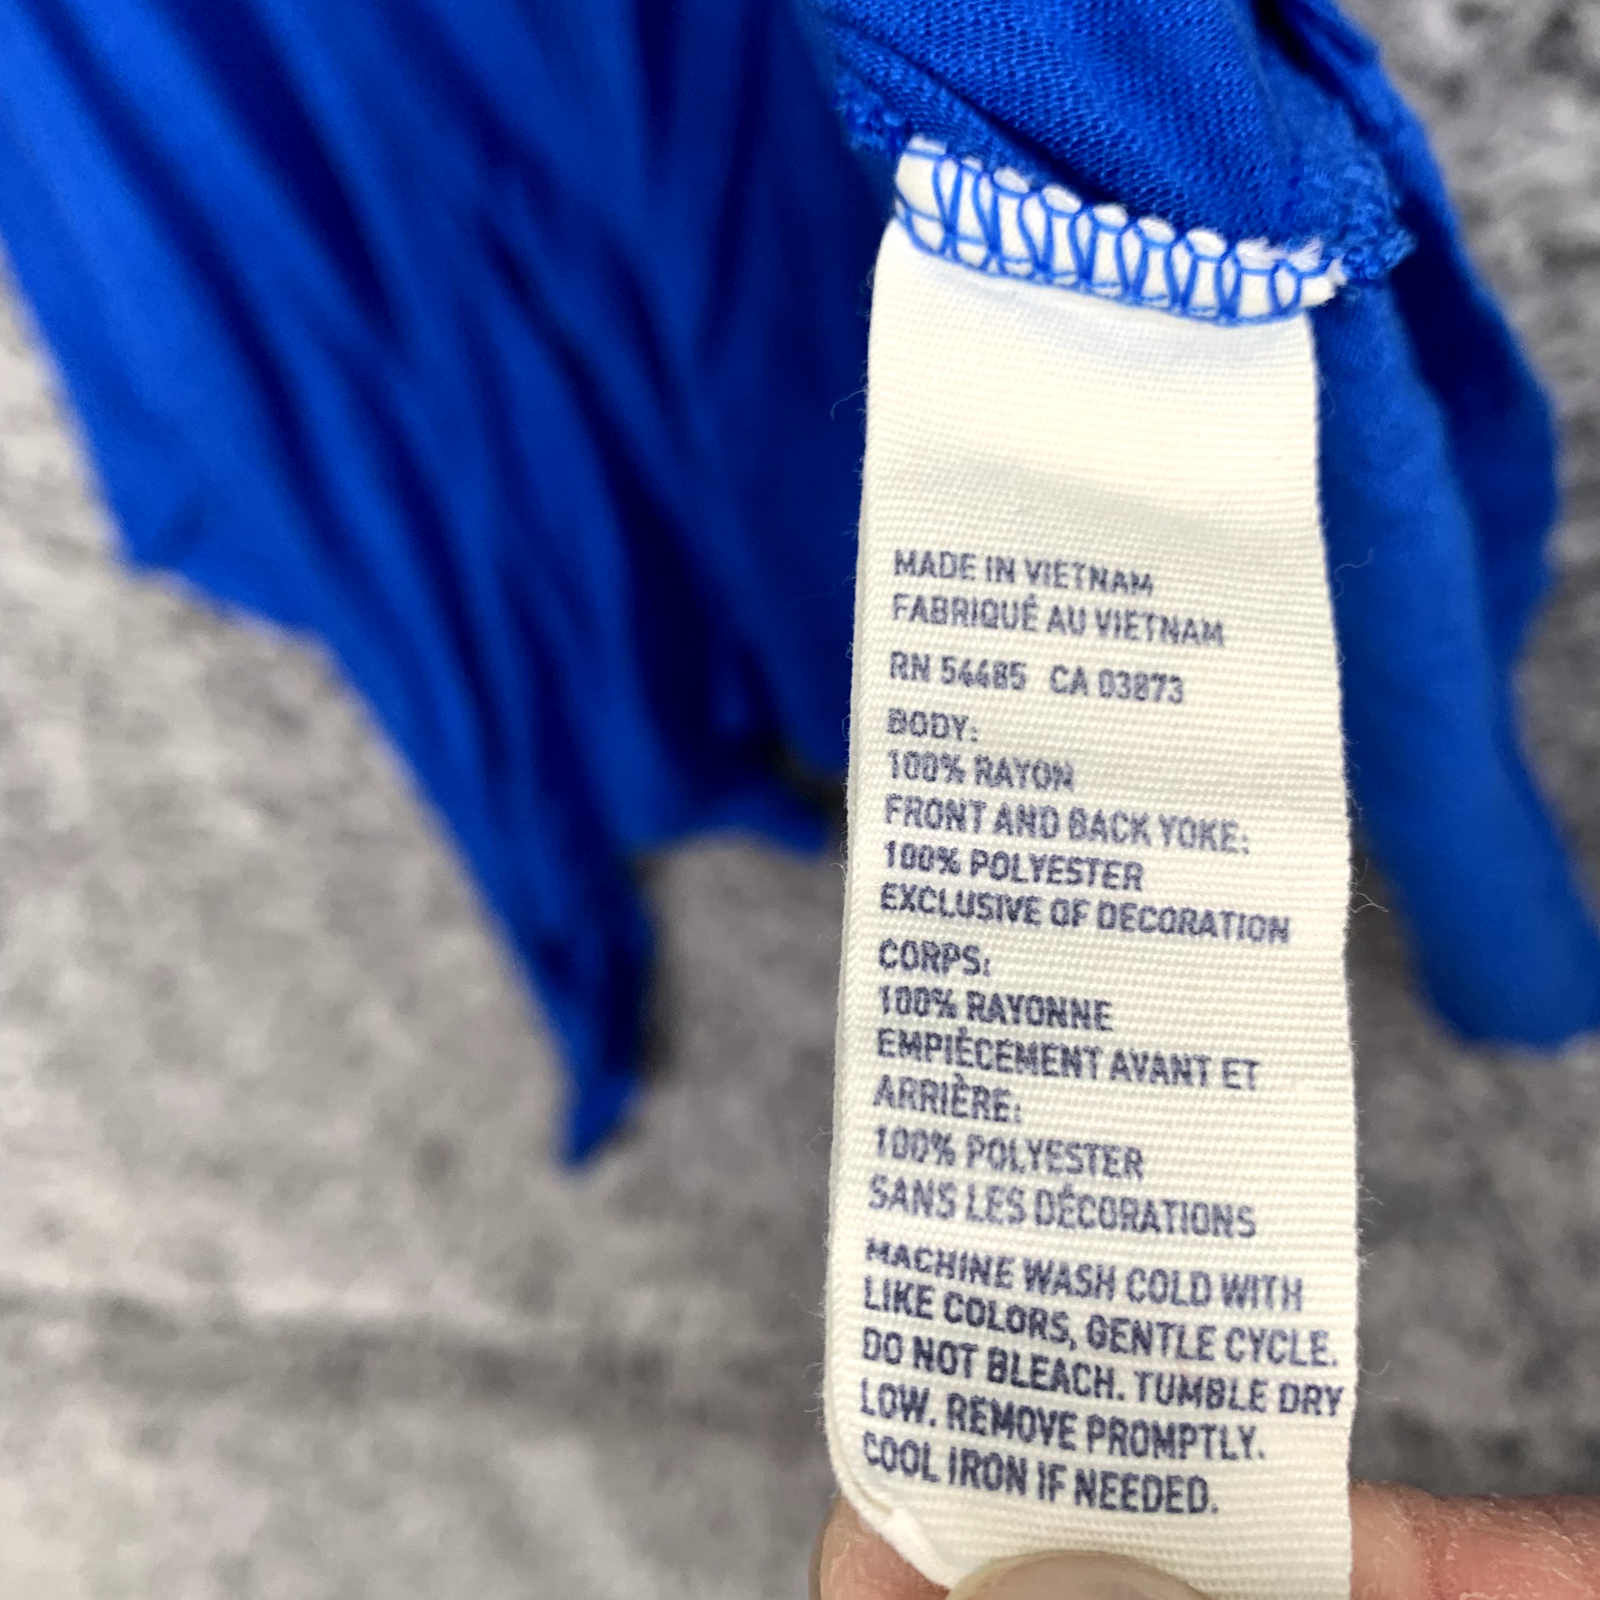 MADE IN VIETNAM
FABRIQUÉ AU VIETNAM
RN 54485 CA 03873
BODY:
100% RAYON
FRONT AND BACK YOKE:
100% POLYESTER
EXCLUSIVE OF DECORATION
CORPS:
100% RAYONNE
EMPIÈCEMENT AVANT ET
ARRIÈRE:
100% POLYESTER
SANS LES DÉCORATIONS
MACHINE WASH COLD WITH
LIKE COLORS, GENTLE CYCLE.
DO NOT BLEACH. TUMBLE DRY
LOW. REMOVE PROMPTLY.
COOL IRON IF NEEDED.